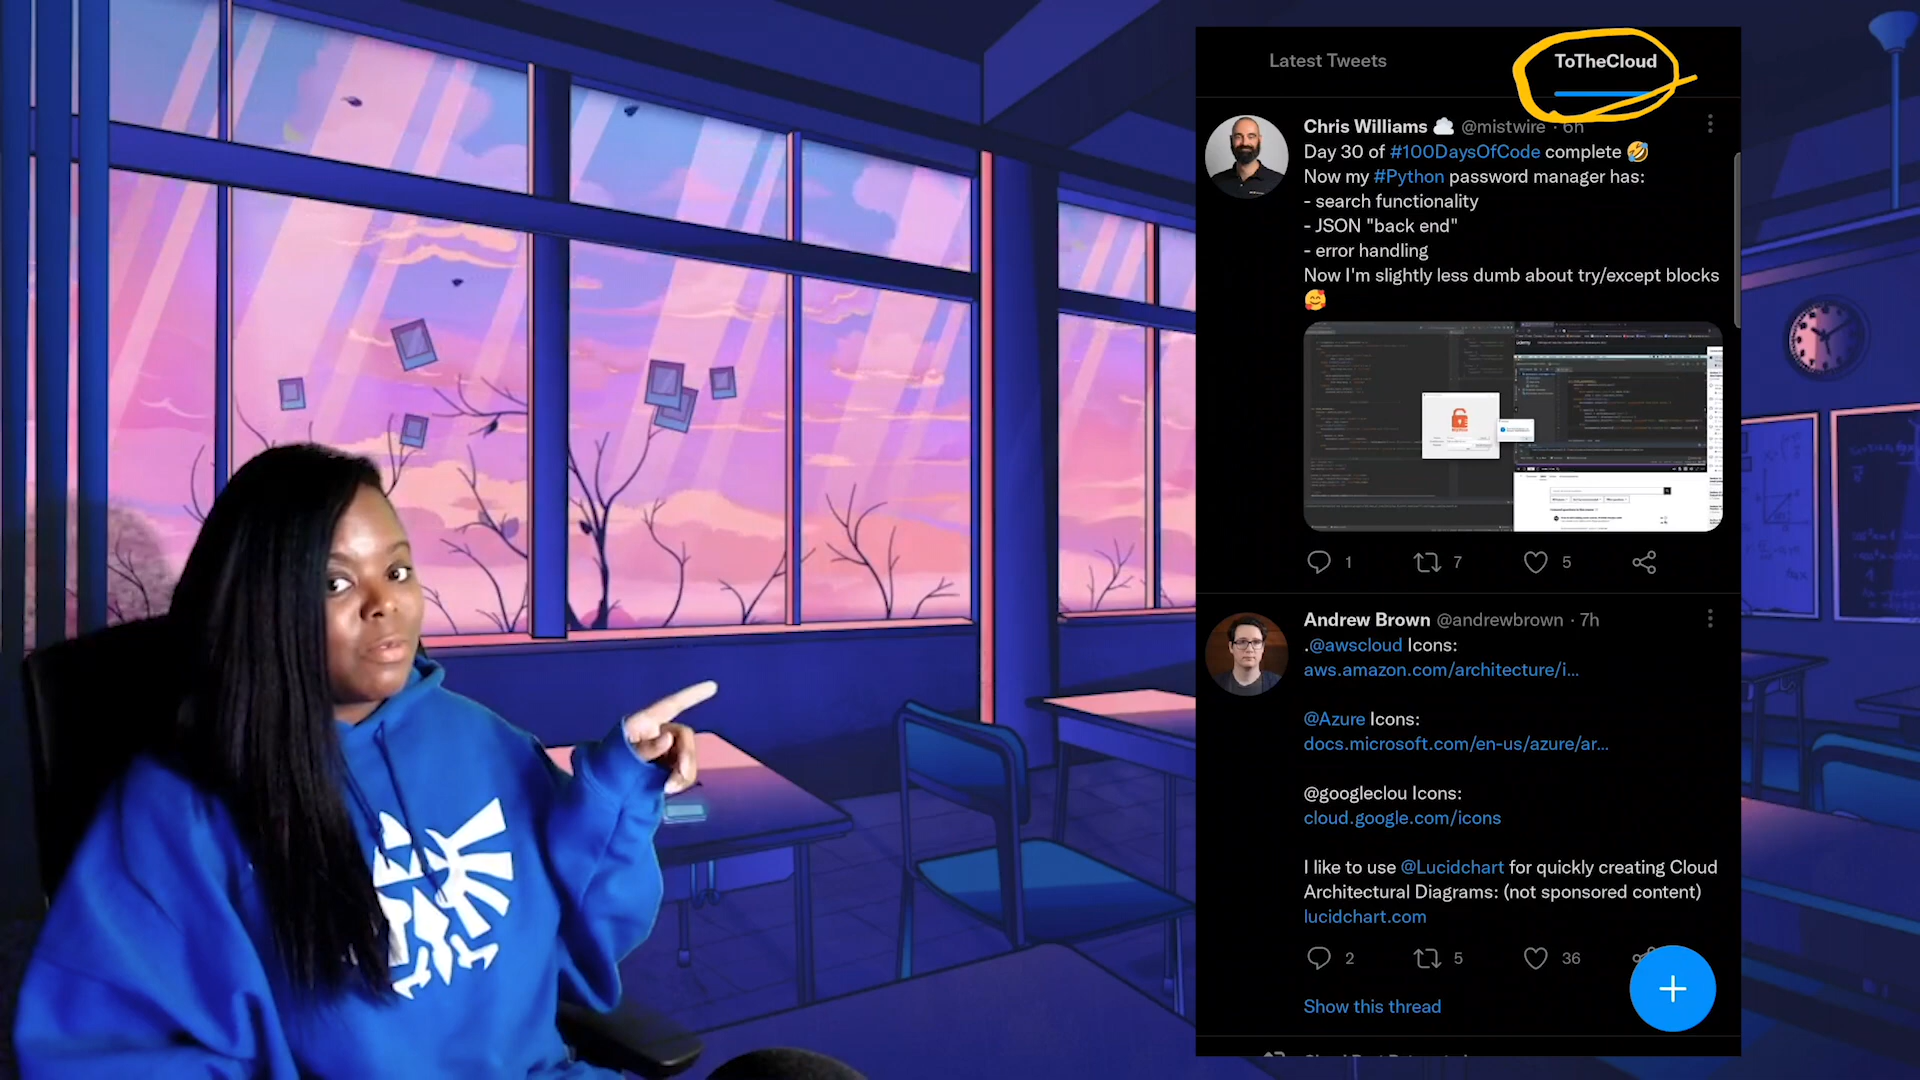 Latest Tweets
ToTheCloud
Chris Williams ☁️ @mistwire · 6h
Day 30 of #100DaysOfCode complete 🤣
Now my #Python password manager has:
- search functionality
- JSON "back end"
- error handling
Now I'm slightly less dumb about try/except blocks
🥰
1 7 5
Andrew Brown @andrewbrown · 7h
.@awscloud Icons:
aws.amazon.com/architecture/i...
@Azure Icons:
docs.microsoft.com/en-us/azure/ar...
@googleclou Icons:
cloud.google.com/icons
I like to use @Lucidchart for quickly creating Cloud
Architectural Diagrams: (not sponsored content)
lucidchart.com
2 5 36
Show this thread